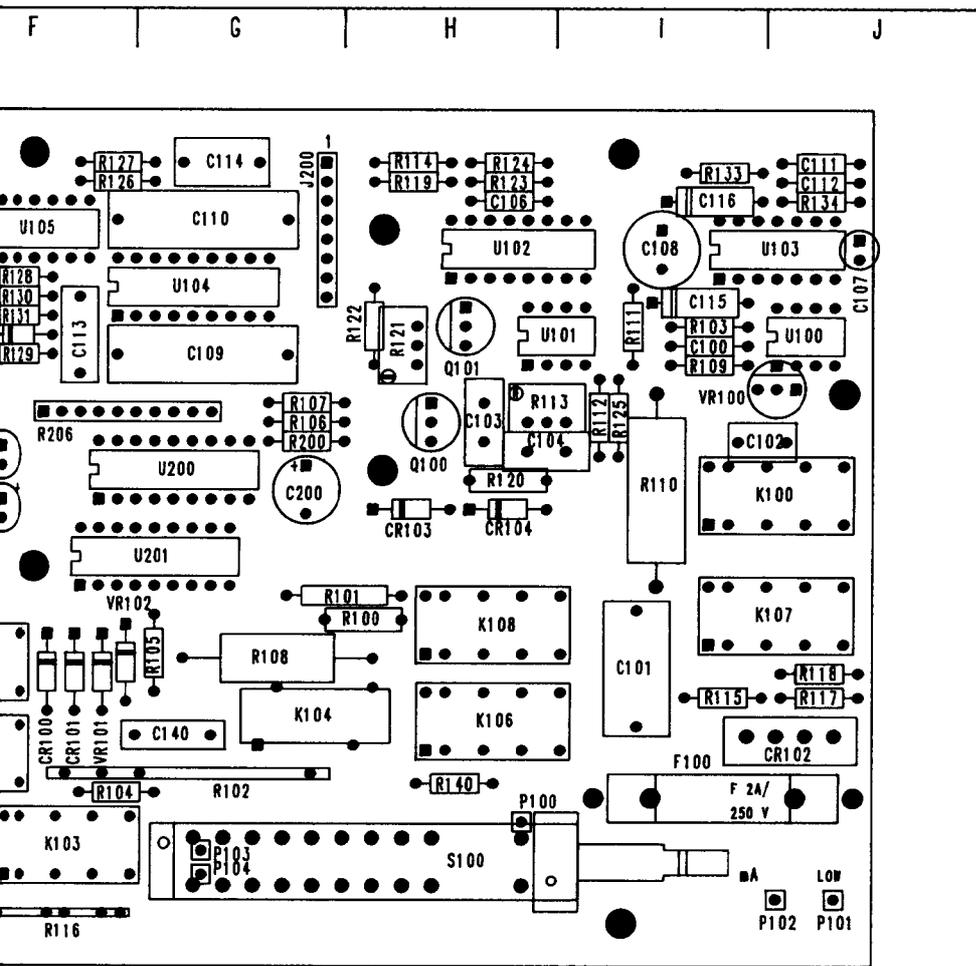 F G H I J
1
R127 C114 J200 R114 R124 C111
R126 R119 R123 R133 C112
C106 C116 R134
U105 C110 U102 C108 U103
R128 U104 C107
R130 R122 R121 R111 C115
R131 C113 C109 U101 R103 U100
R129 C100
Q101 R109
R107 C103 R113 R112 R125 VR100
R206 R106
R200 C104 C102
U200 + Q100 R120 R110 K100
C200
CR103 CR104
U201
VR102 R101
R100 K108 K107
R105 R108 C101
R118
K104 K106 R115 R117
CR100 CR101 VR101 C140 CR102
R102 F100
R104 R140 F 2A/
P100 250 V
K103 P103 S100
P104
mA LOW
R116 P102 P101